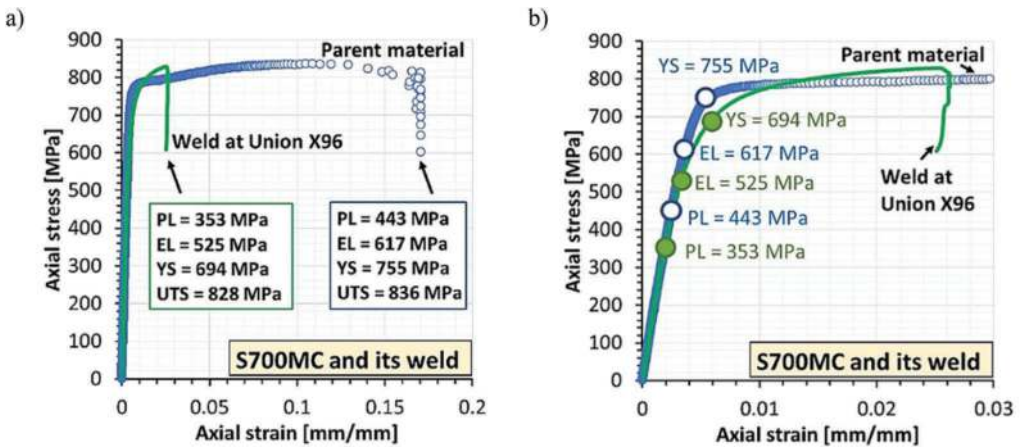 a)
900
800
700
600
500
400
300
200
100
0
Axial stress [MPa]
Parent material
Weld at Union X96
PL = 353 MPa
EL = 525 MPa
YS = 694 MPa
UTS = 828 MPa
PL = 443 MPa
EL = 617 MPa
YS = 755 MPa
UTS = 836 MPa
S700MC and its weld
0 0.05 0.1 0.15 0.2
Axial strain [mm/mm]
b)
900
800
700
600
500
400
300
200
100
0
Axial stress [MPa]
YS = 755 MPa
Parent material
YS = 694 MPa
EL = 617 MPa
EL = 525 MPa
Weld at
Union X96
PL = 443 MPa
PL = 353 MPa
S700MC and its weld
0 0.01 0.02 0.03
Axial strain [mm/mm]